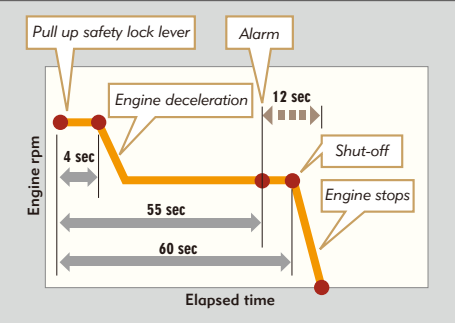 Pull up safety lock lever
Alarm
12 sec
Engine deceleration
4 sec
Shut-off
Engine rpm
55 sec
Engine stops
60 sec
Elapsed time